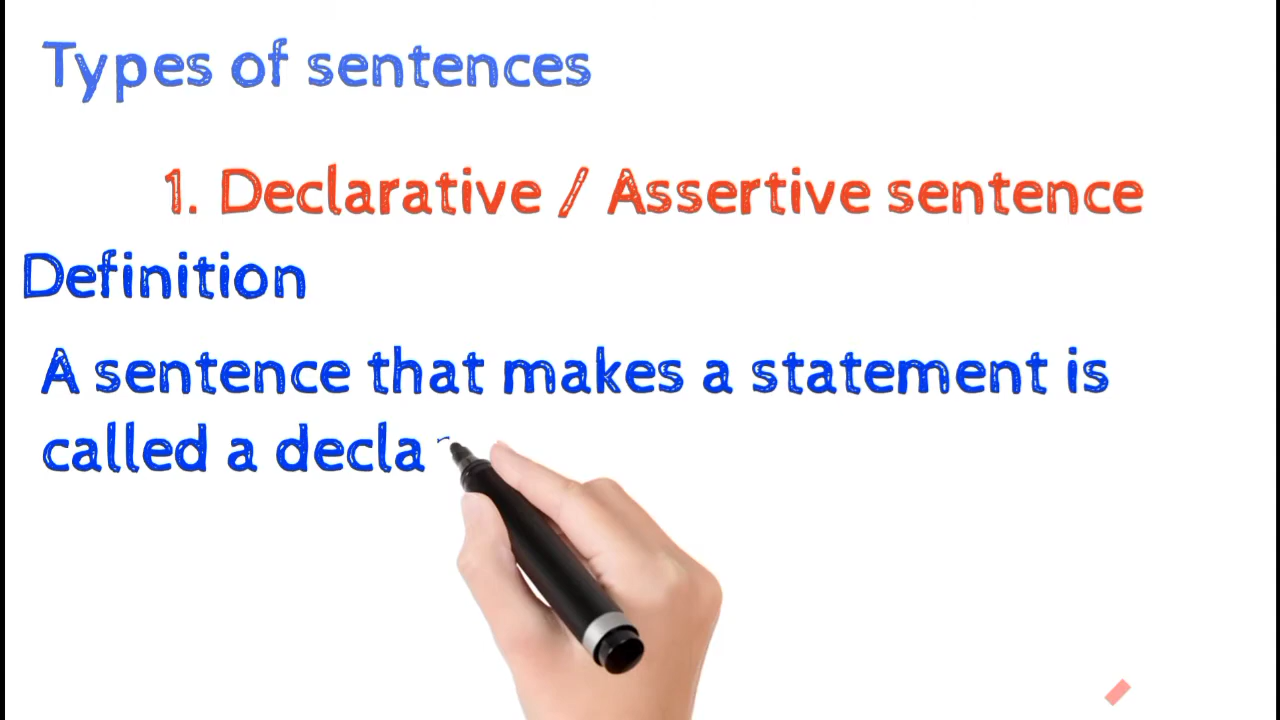 Types of sentences
1. Declarative / Assertive sentence
Definition
A sentence that makes a statement is
called a decla